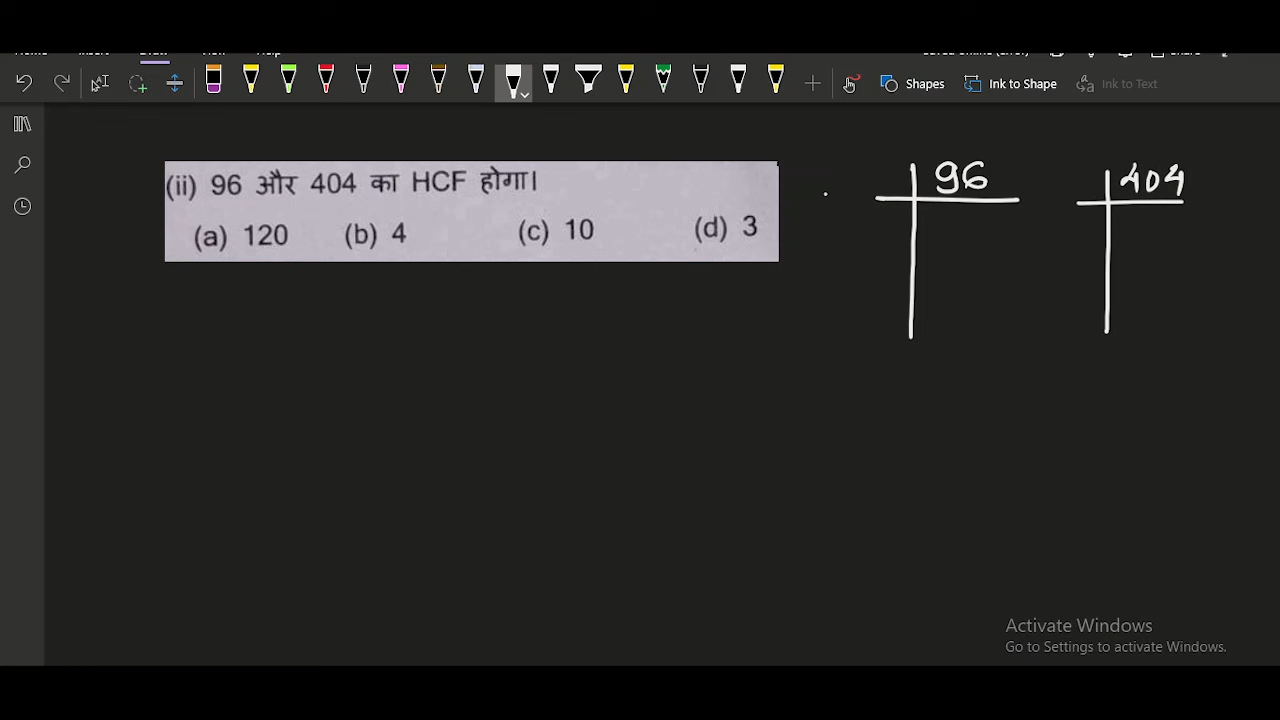 Shapes Ink to Shape Ink to Text
(ii) 96 और 404 का HCF होगा।
(a) 120 (b) 4 (c) 10 (d) 3
96 404
Activate Windows
Go to Settings to activate Windows.